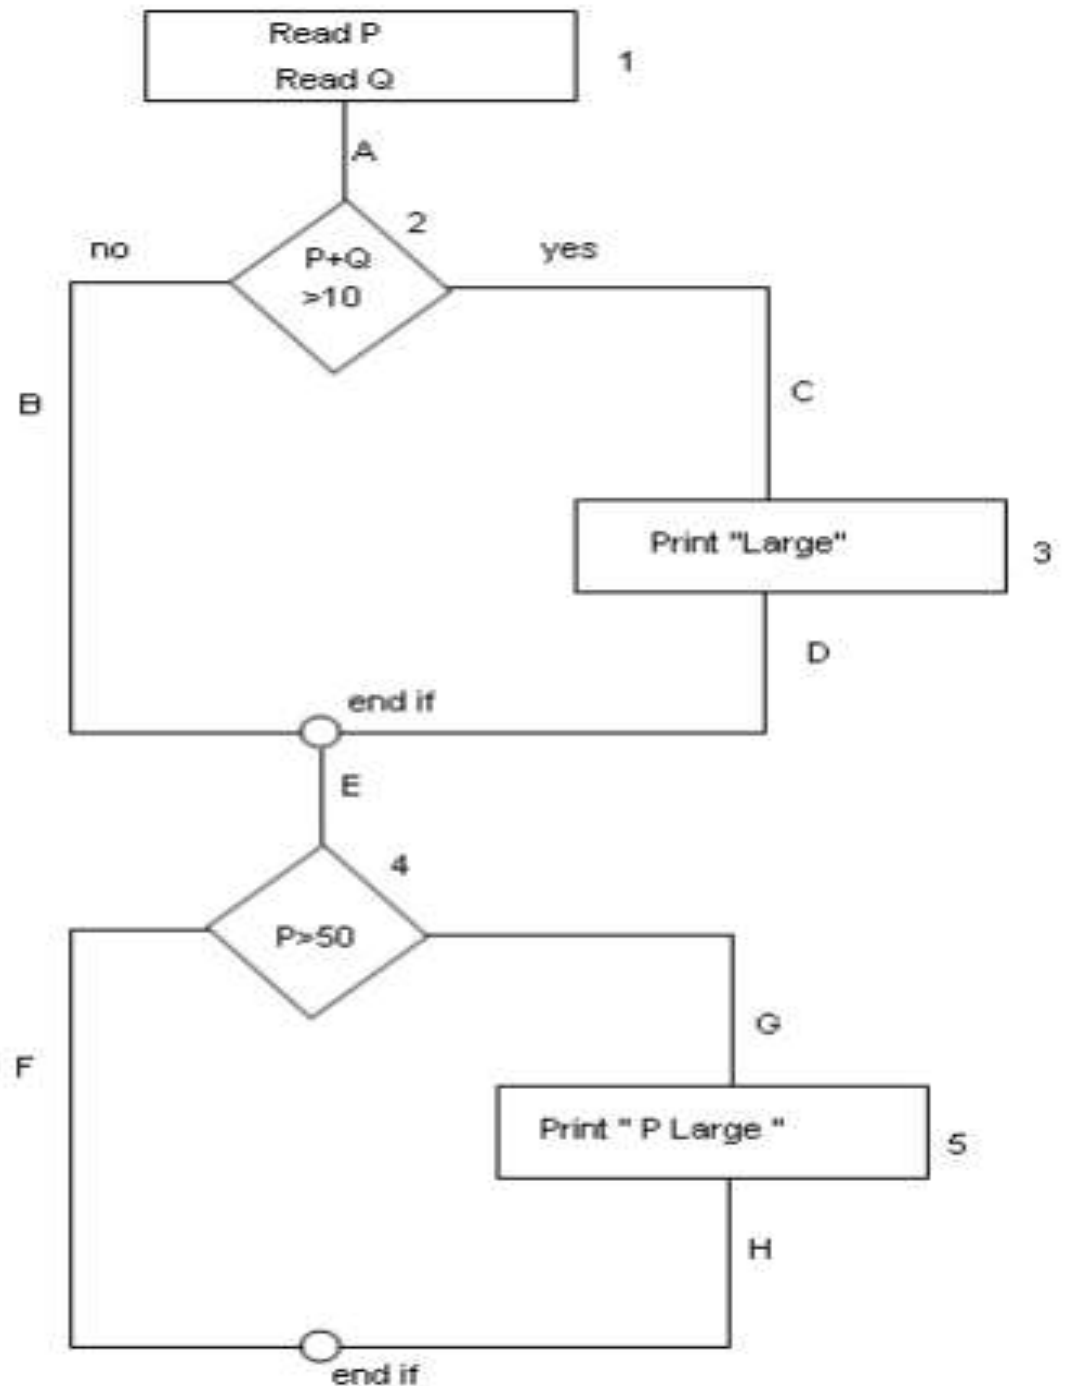 Read P
Read Q
1
A
2
no
yes
P+Q
>10
B
C
Print "Large"
3
D
end if
E
4
P>50
G
F
Print " P Large "
5
H
end if